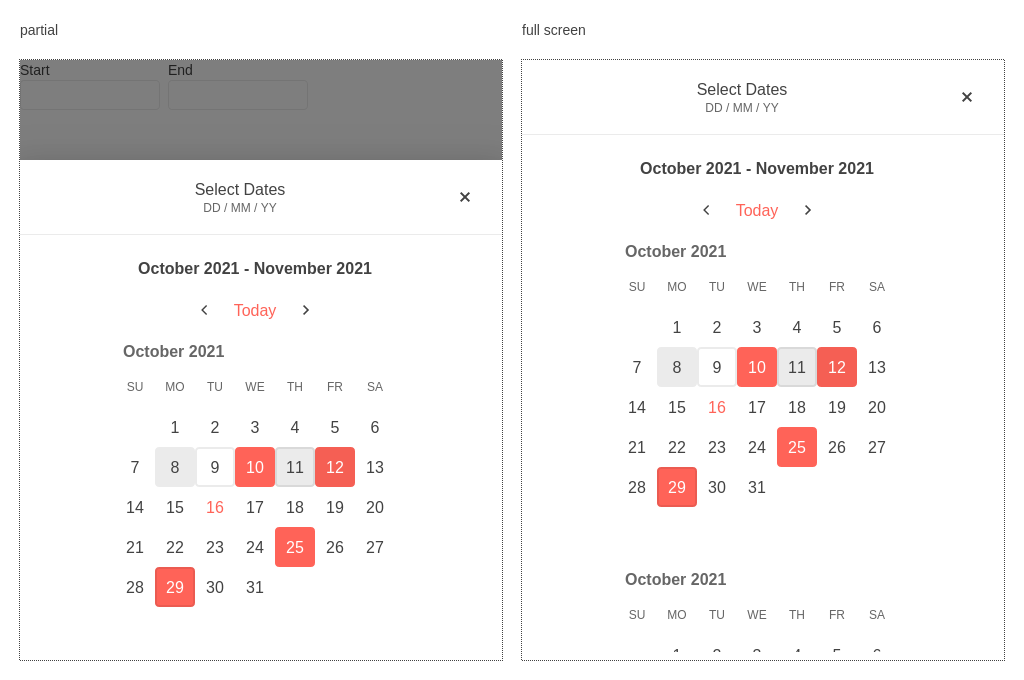 partial
Start End
Select Dates
DD / MM / YY
October 2021 - November 2021
Today
October 2021
SU MO TU WE TH FR SA
1 2 3 4 5 6
7 8 9 10 11 12 13
14 15 16 17 18 19 20
21 22 23 24 25 26 27
28 29 30 31
full screen
Select Dates
DD / MM / YY
October 2021 - November 2021
Today
October 2021
SU MO TU WE TH FR SA
1 2 3 4 5 6
7 8 9 10 11 12 13
14 15 16 17 18 19 20
21 22 23 24 25 26 27
28 29 30 31
October 2021
SU MO TU WE TH FR SA